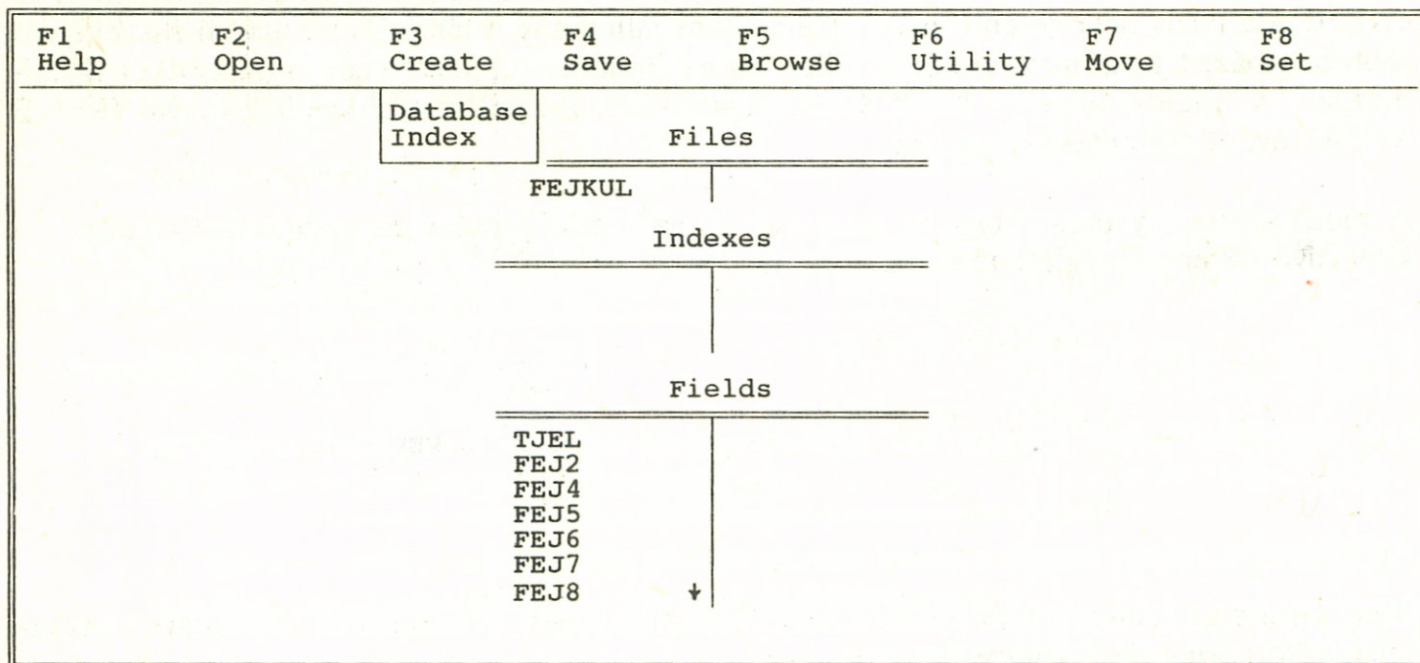 F1 F2 F3 F4 F5 F6 F7 F8
Help Open Create Save Browse Utility Move Set
Database
Index
Files
FEJKUL
Indexes
Fields
TJEL
FEJ2
FEJ4
FEJ5
FEJ6
FEJ7
FEJ8